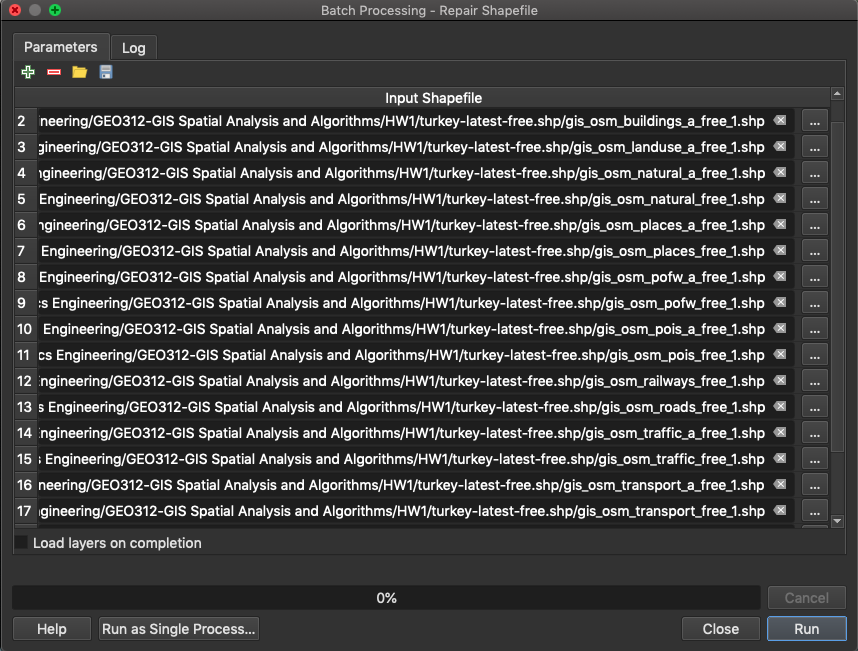 Batch Processing - Repair Shapefile
Parameters
Log
Input Shapefile
2 ineering/GEO312-GIS Spatial Analysis and Algorithms/HW1/turkey-latest-free.shp/gis_osm_buildings_a_free_1.shp ...
3 gineering/GEO312-GIS Spatial Analysis and Algorithms/HW1/turkey-latest-free.shp/gis_osm_landuse_a_free_1.shp ...
4 ngineering/GEO312-GIS Spatial Analysis and Algorithms/HW1/turkey-latest-free.shp/gis_osm_natural_a_free_1.shp ...
5 Engineering/GEO312-GIS Spatial Analysis and Algorithms/HW1/turkey-latest-free.shp/gis_osm_natural_free_1.shp ...
6 ngineering/GEO312-GIS Spatial Analysis and Algorithms/HW1/turkey-latest-free.shp/gis_osm_places_a_free_1.shp ...
7 Engineering/GEO312-GIS Spatial Analysis and Algorithms/HW1/turkey-latest-free.shp/gis_osm_places_free_1.shp ...
8 Engineering/GEO312-GIS Spatial Analysis and Algorithms/HW1/turkey-latest-free.shp/gis_osm_pofw_a_free_1.shp ...
9 cs Engineering/GEO312-GIS Spatial Analysis and Algorithms/HW1/turkey-latest-free.shp/gis_osm_pofw_free_1.shp ...
10 Engineering/GEO312-GIS Spatial Analysis and Algorithms/HW1/turkey-latest-free.shp/gis_osm_pois_a_free_1.shp ...
11 cs Engineering/GEO312-GIS Spatial Analysis and Algorithms/HW1/turkey-latest-free.shp/gis_osm_pois_free_1.shp ...
12 Engineering/GEO312-GIS Spatial Analysis and Algorithms/HW1/turkey-latest-free.shp/gis_osm_railways_free_1.shp ...
13 s Engineering/GEO312-GIS Spatial Analysis and Algorithms/HW1/turkey-latest-free.shp/gis_osm_roads_free_1.shp ...
14 Engineering/GEO312-GIS Spatial Analysis and Algorithms/HW1/turkey-latest-free.shp/gis_osm_traffic_a_free_1.shp ...
15 s Engineering/GEO312-GIS Spatial Analysis and Algorithms/HW1/turkey-latest-free.shp/gis_osm_traffic_free_1.shp ...
16 neering/GEO312-GIS Spatial Analysis and Algorithms/HW1/turkey-latest-free.shp/gis_osm_transport_a_free_1.shp ...
17 gineering/GEO312-GIS Spatial Analysis and Algorithms/HW1/turkey-latest-free.shp/gis_osm_transport_free_1.shp ...
Load layers on completion
0%
Cancel
Help
Run as Single Process...
Close
Run